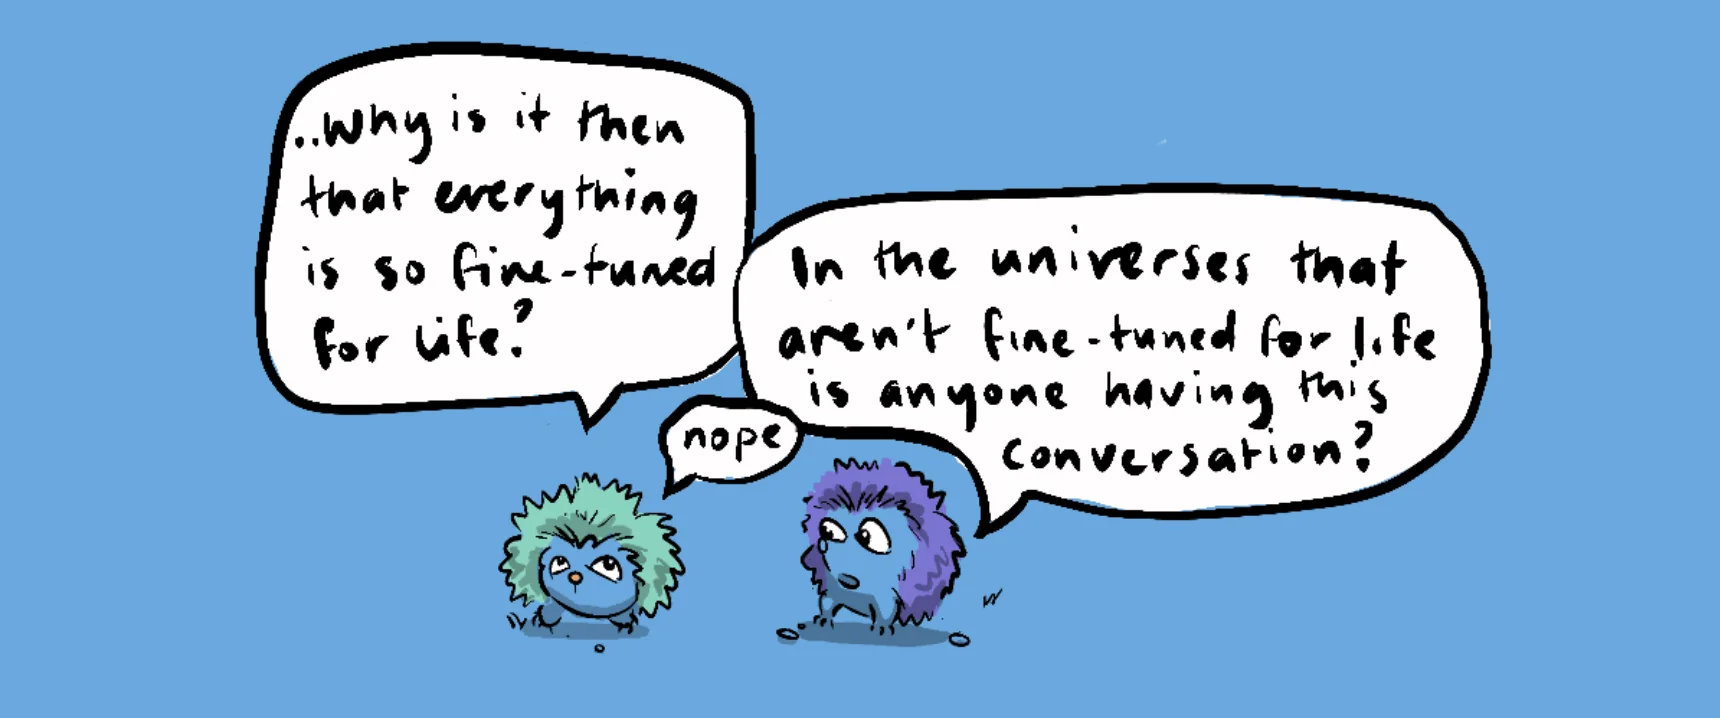 ..Why is it then
that everything
is so fine-tuned
for life?
In the universes that
aren't fine-tuned for life
is anyone having this
conversation?
nope